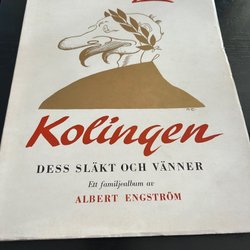 Kolingen
DESS SLÄKT OCH VÄNNER
Ett familjealbum av
ALBERT ENGSTRÖM